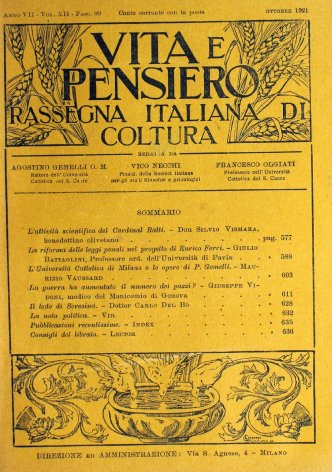 ANNO VII - VOL. XII - FASC. 99 Conto corrente con la posta OTTOBRE 1921
VITA E
PENSIERO
RASSEGNA ITALIANA DI
COLTURA
REDATTA DA
AGOSTINO GEMELLI O. M. VICO NECCHI FRANCESCO OLGIATI
Rettore dell'Università Presid. della Società italiana Professore nell'Università
Cattolica del S. Cuore per gli studi filosofici e psicologici Cattolica del S. Cuore
SOMMARIO
L'attività scientifica del Cardinal Ratti. - DON SILVIO VISMARA,
benedettino olivetano pag. 577
La riforma delle leggi penali nel progetto di Enrico Ferri. - GIULIO
BATTAGLINI, Professore ord. dell'Università di Pavia » 588
L'Università Cattolica di Milano e le opere di P. Gemelli. - MAU-
RIZIO VAUSSARD » 603
La guerra ha aumentato il numero dei pazzi? - GIUSEPPE VI-
DONI, medico del Manicomio di Genova » 611
Il lodo di Soresina. - Dottor CARLO DEL BO » 628
La nota politica. - VIR. » 632
Pubblicazioni recentissime. - INDEX » 635
Consigli del libraio. - LECTOR » 636
DIREZIONE ED AMMINISTRAZIONE: Via S. Agnese, 4 - MILANO